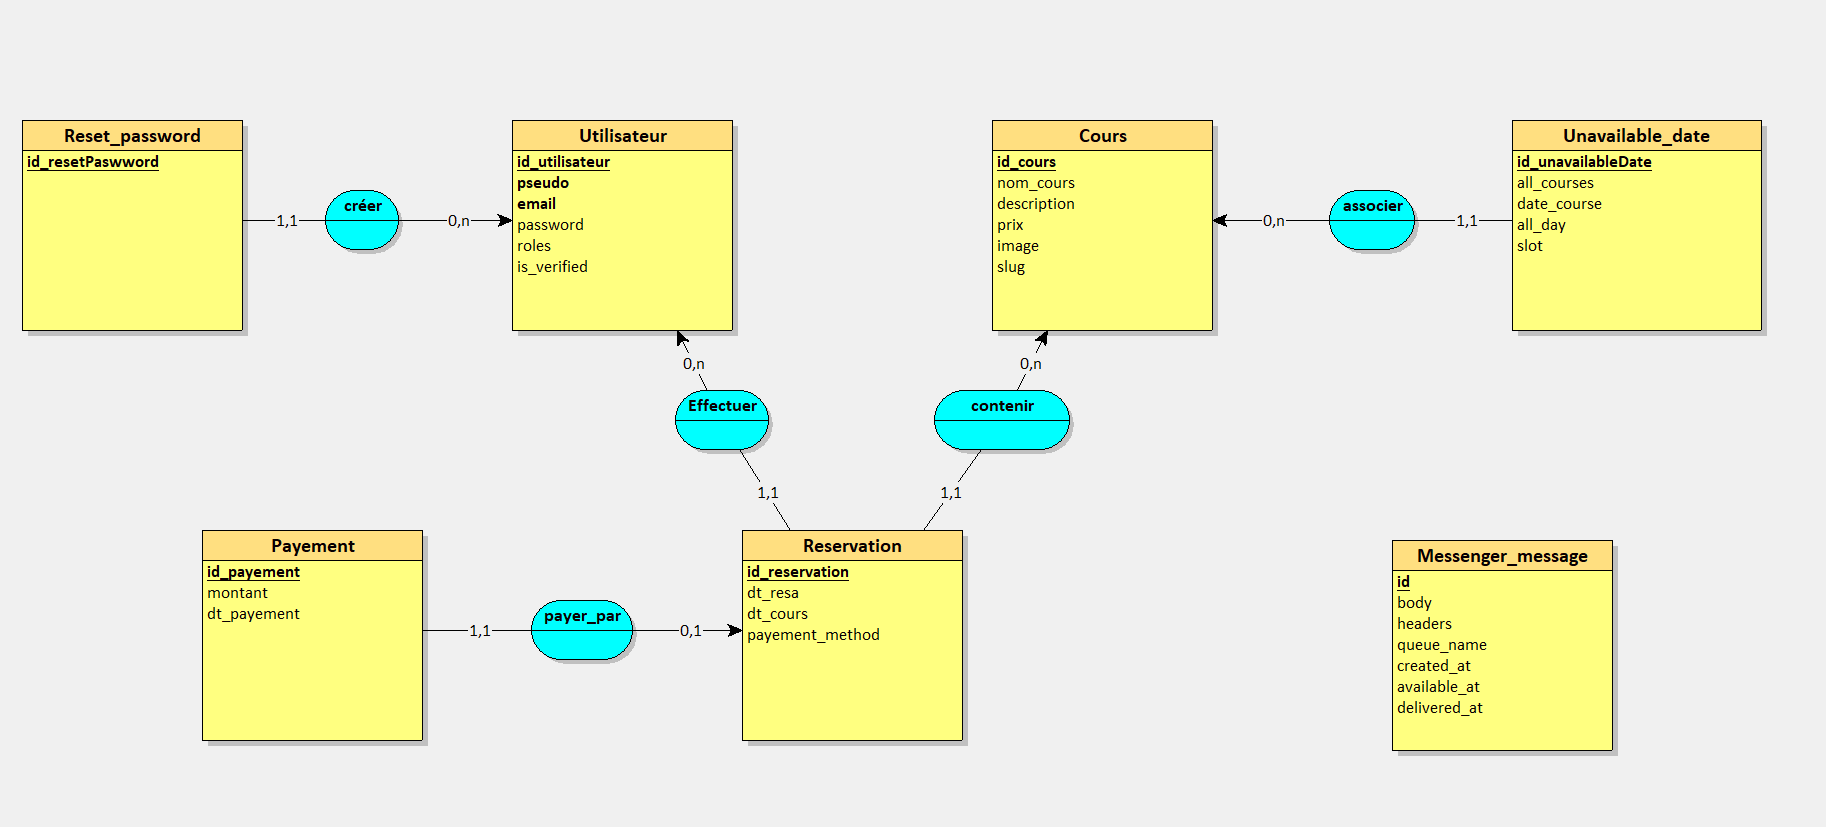 Reset_password
id_resetPaswword
1,1
créer
0,n
Utilisateur
id_utilisateur
pseudo
email
password
roles
is_verified
Cours
id_cours
nom_cours
description
prix
image
slug
0,n
associer
1,1
Unavailable_date
id_unavailableDate
all_courses
date_course
all_day
slot
0,n
Effectuer
1,1
0,n
contenir
1,1
Payement
id_payement
montant
dt_payement
1,1
payer_par
0,1
Reservation
id_reservation
dt_resa
dt_cours
payement_method
Messenger_message
id
body
headers
queue_name
created_at
available_at
delivered_at